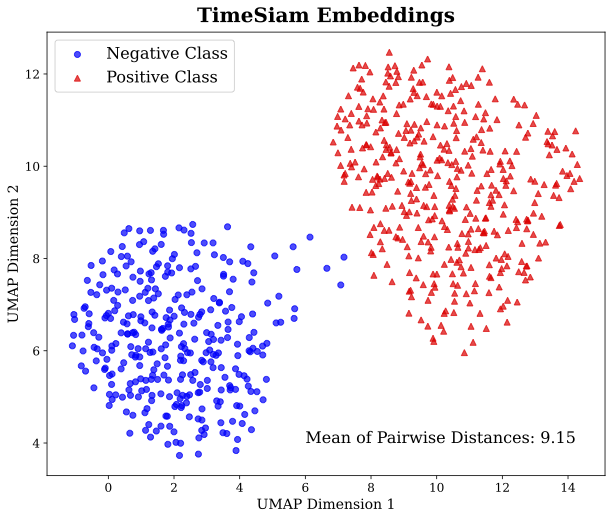 TimeSiam Embeddings
Negative Class
Positive Class
12
10
8
6
4
UMAP Dimension 2
Mean of Pairwise Distances: 9.15
0 2 4 6 8 10 12 14
UMAP Dimension 1